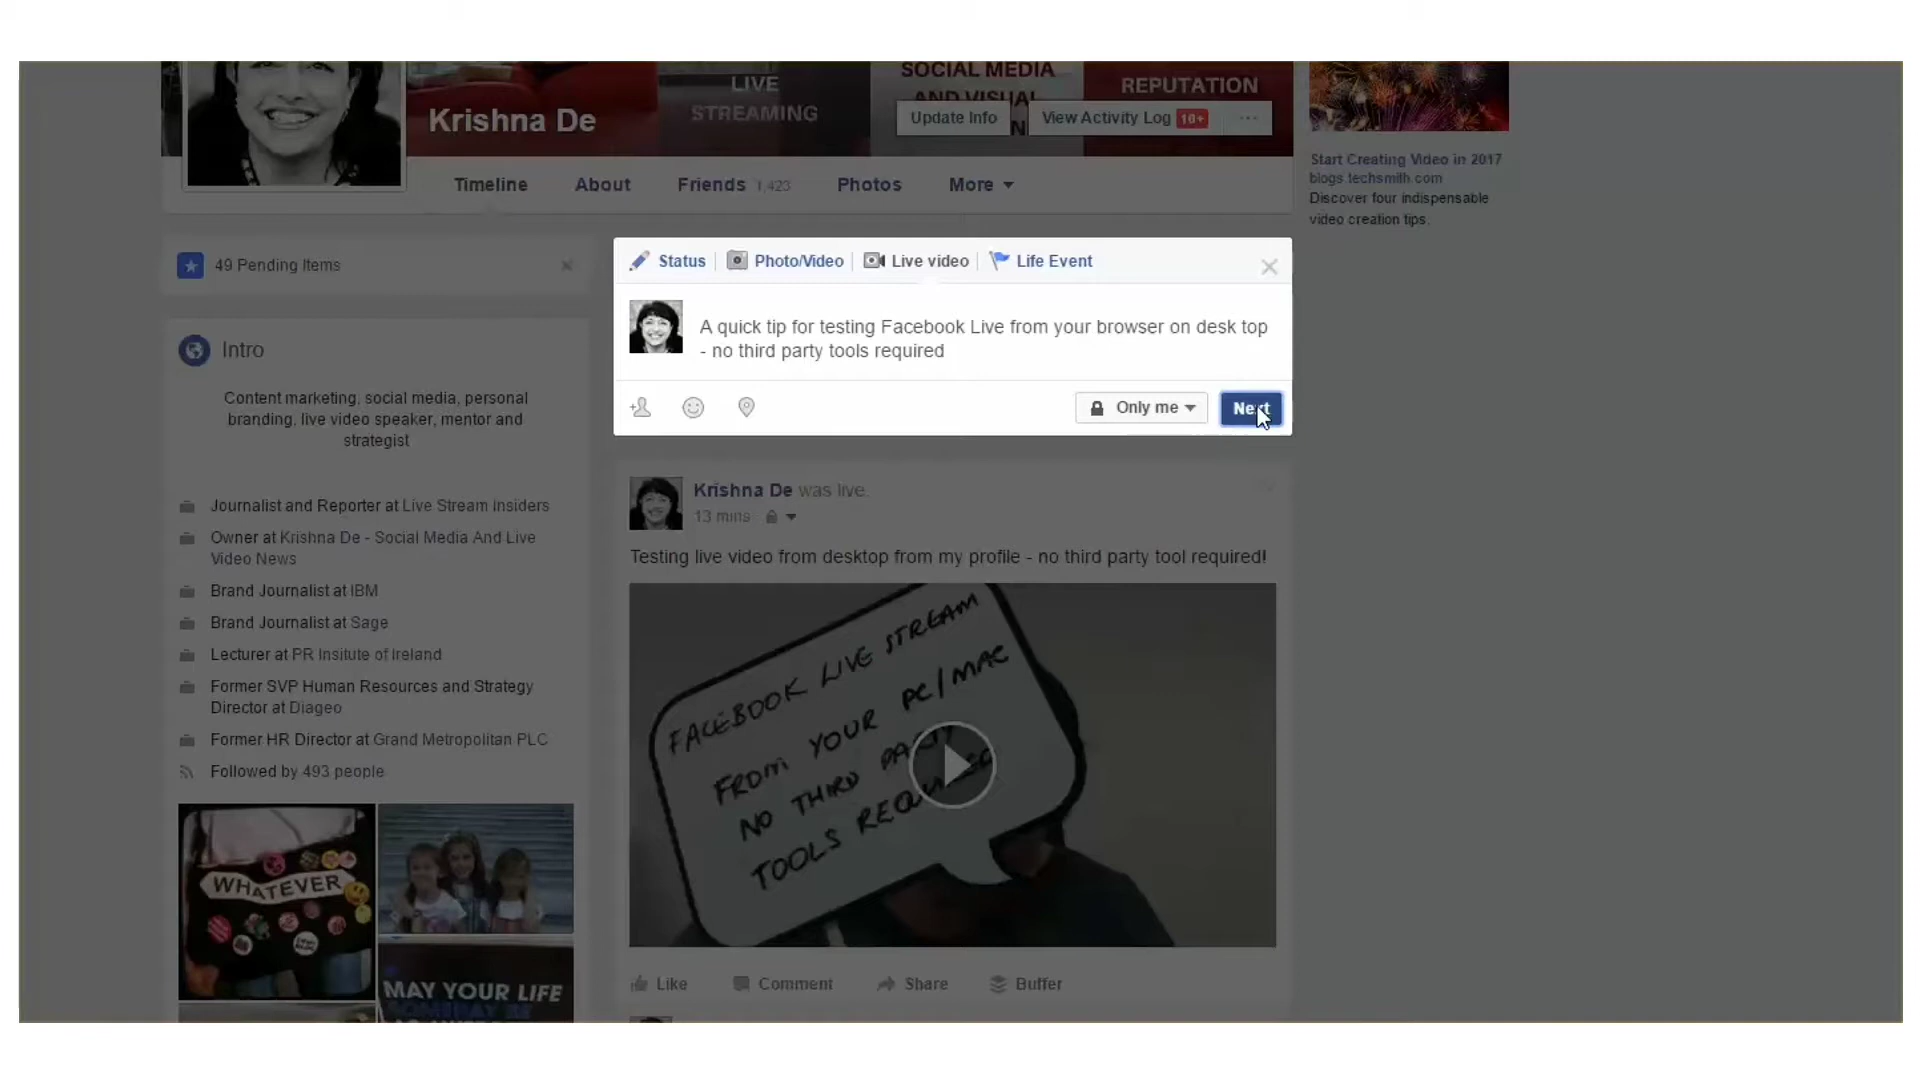 LIVE
STREAMING
SOCIAL MEDIA
AND VISUAL
REPUTATION
Krishna De
Update Info
View Activity Log 10+
Timeline
About
Friends 1,423
Photos
More
Start Creating Video in 2017
blogs.techsmith.com
Discover four indispensable
video creation tips.
49 Pending Items
Intro
Content marketing, social media, personal
branding, live video speaker, mentor and
strategist
Journalist and Reporter at Live Stream Insiders
Owner at Krishna De - Social Media And Live
Video News
Brand Journalist at IBM
Brand Journalist at Sage
Lecturer at PR Insitute of Ireland
Former SVP Human Resources and Strategy
Director at Diageo
Former HR Director at Grand Metropolitan PLC
Followed by 493 people
WHATEVER
MAY YOUR LIFE
SOMEDAY BE
Status
Photo/Video
Live video
Life Event
A quick tip for testing Facebook Live from your browser on desk top
- no third party tools required
Only me
Next
Krishna De was live.
13 mins
Testing live video from desktop from my profile - no third party tool required!
FACEBOOK LIVE STREAM
FROM YOUR PC/MAC
NO THIRD PARTY
TOOLS REQUIRED
Like
Comment
Share
Buffer